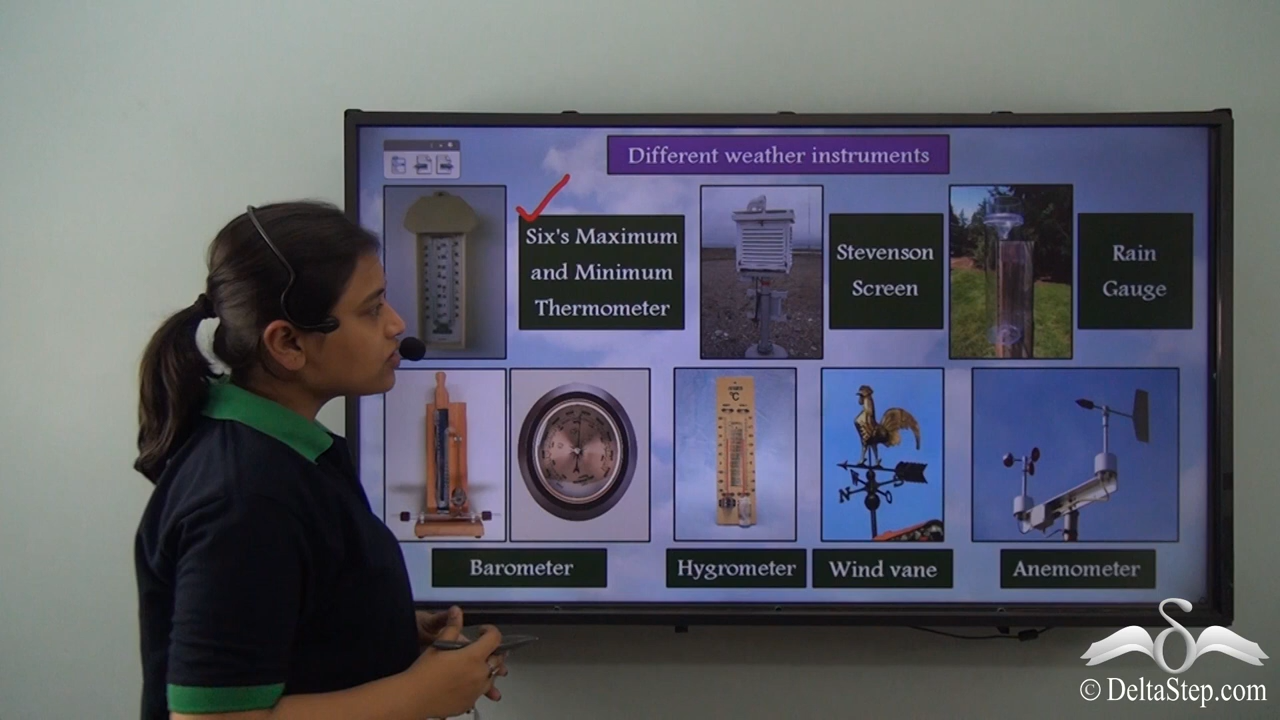 Different weather instruments
Six's Maximum
and Minimum
Thermometer
Stevenson
Screen
Rain
Gauge
°C
N
Barometer
Hygrometer
Wind vane
Anemometer
© DeltaStep.com